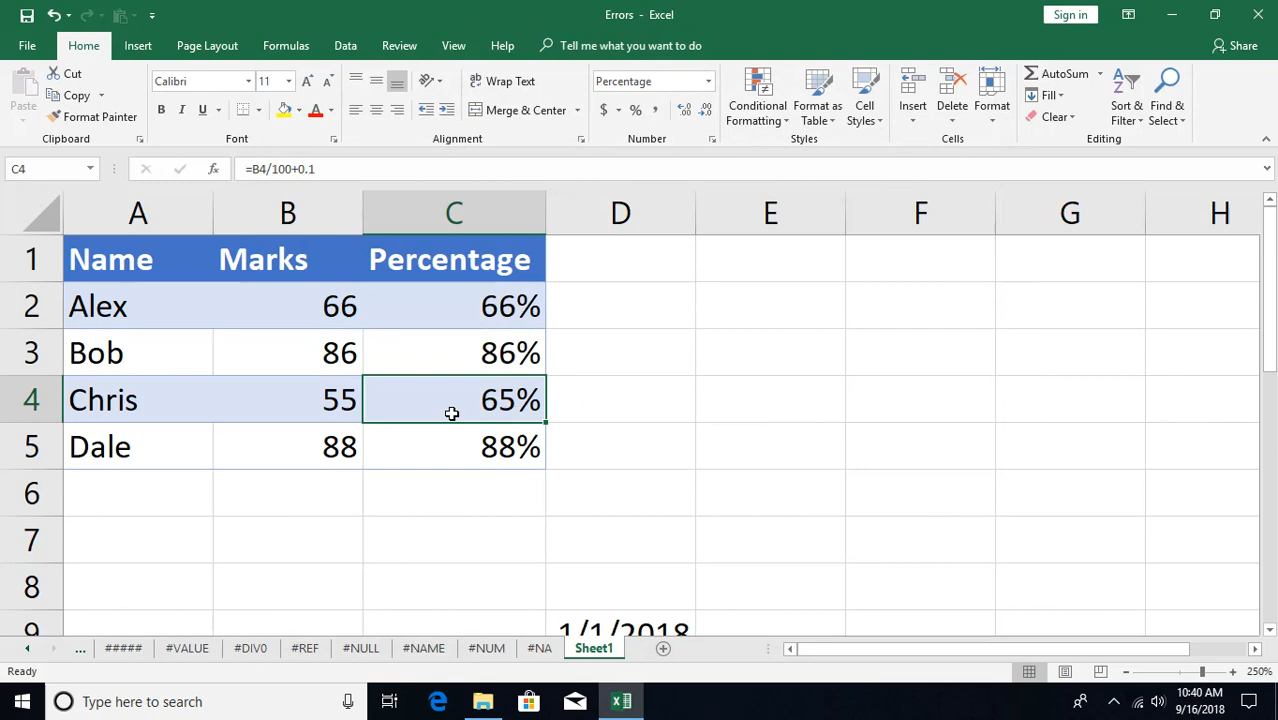 Errors - Excel
Sign in
File Home Insert Page Layout Formulas Data Review View Help Tell me what you want to do Share
Paste
Cut
Copy
Format Painter
Calibri 11
B I U
Wrap Text
Merge & Center
Percentage
$ % ,
Conditional Formatting
Format as Table
Cell Styles
Insert Delete Format
AutoSum
Fill
Clear
Sort & Filter
Find & Select
Clipboard Font Alignment Number Styles Cells Editing
C4 fx =B4/100+0.1
A B C D E F G H
1 Name Marks Percentage
2 Alex 66 66%
3 Bob 86 86%
4 Chris 55 65%
5 Dale 88 88%
6
7
8
9 1/1/2018
... ##### #VALUE #DIV0 #REF #NULL #NAME #NUM #NA Sheet1
Ready 250%
Type here to search
10:40 AM
9/16/2018